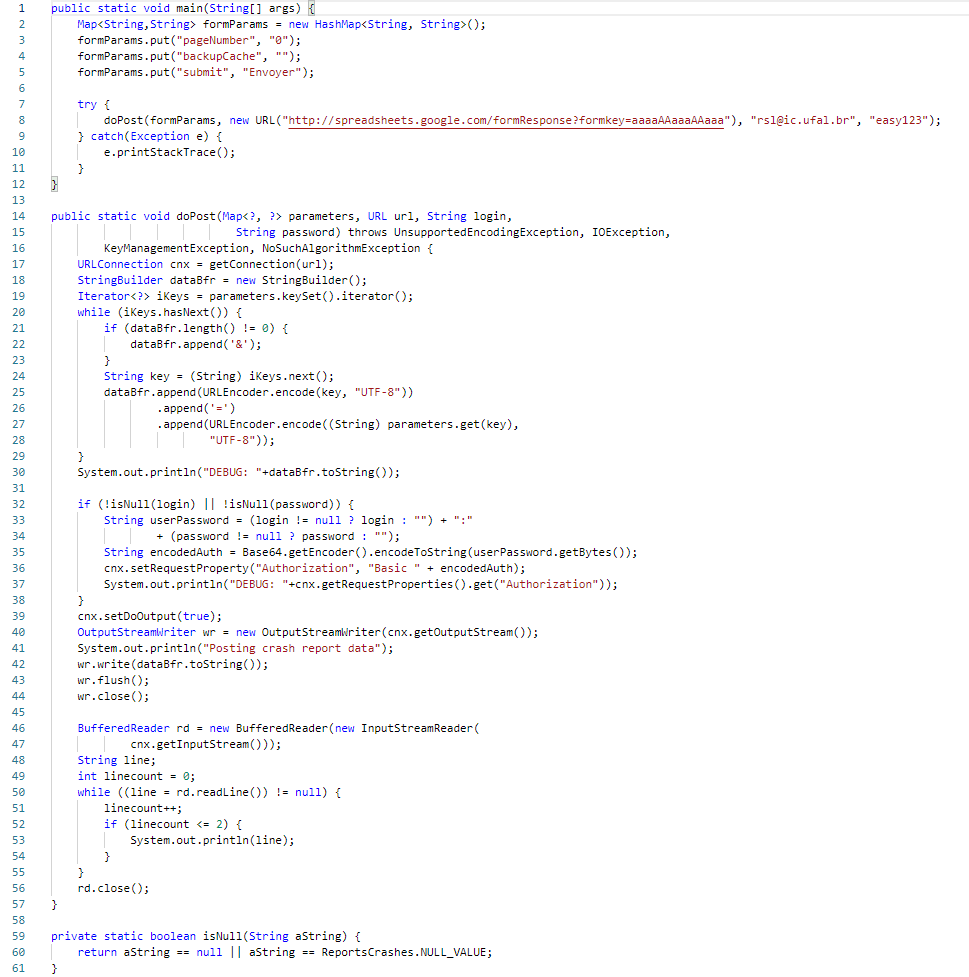 1 public static void main(String[] args) {
2     Map<String,String> formParams = new HashMap<String, String>();
3     formParams.put("pageNumber", "0");
4     formParams.put("backupCache", "");
5     formParams.put("submit", "Envoyer");
6
7     try {
8         doPost(formParams, new URL("http://spreadsheets.google.com/formResponse?formkey=aaaaAAaaaAAaaa"), "rsl@ic.ufal.br", "easy123");
9     } catch(Exception e) {
10         e.printStackTrace();
11     }
12 }
13
14 public static void doPost(Map<?, ?> parameters, URL url, String login,
15                             String password) throws UnsupportedEncodingException, IOException,
16         KeyManagementException, NoSuchAlgorithmException {
17     URLConnection cnx = getConnection(url);
18     StringBuilder dataBfr = new StringBuilder();
19     Iterator<?> iKeys = parameters.keySet().iterator();
20     while (iKeys.hasNext()) {
21         if (dataBfr.length() != 0) {
22             dataBfr.append('&');
23         }
24         String key = (String) iKeys.next();
25         dataBfr.append(URLEncoder.encode(key, "UTF-8"))
26                 .append('=')
27                 .append(URLEncoder.encode((String) parameters.get(key),
28                         "UTF-8"));
29     }
30     System.out.println("DEBUG: "+dataBfr.toString());
31
32     if (!isNull(login) || !isNull(password)) {
33         String userPassword = (login != null ? login : "") + ":"
34                 + (password != null ? password : "");
35         String encodedAuth = Base64.getEncoder().encodeToString(userPassword.getBytes());
36         cnx.setRequestProperty("Authorization", "Basic " + encodedAuth);
37         System.out.println("DEBUG: "+cnx.getRequestProperties().get("Authorization"));
38     }
39     cnx.setDoOutput(true);
40     OutputStreamWriter wr = new OutputStreamWriter(cnx.getOutputStream());
41     System.out.println("Posting crash report data");
42     wr.write(dataBfr.toString());
43     wr.flush();
44     wr.close();
45
46     BufferedReader rd = new BufferedReader(new InputStreamReader(
47             cnx.getInputStream()));
48     String line;
49     int linecount = 0;
50     while ((line = rd.readLine()) != null) {
51         linecount++;
52         if (linecount <= 2) {
53             System.out.println(line);
54         }
55     }
56     rd.close();
57 }
58
59 private static boolean isNull(String aString) {
60     return aString == null || aString == ReportsCrashes.NULL_VALUE;
61 }